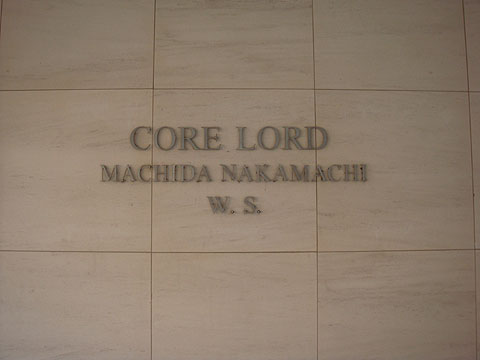 CORE LORD
MACHIDA NAKAMACHI
W. S.